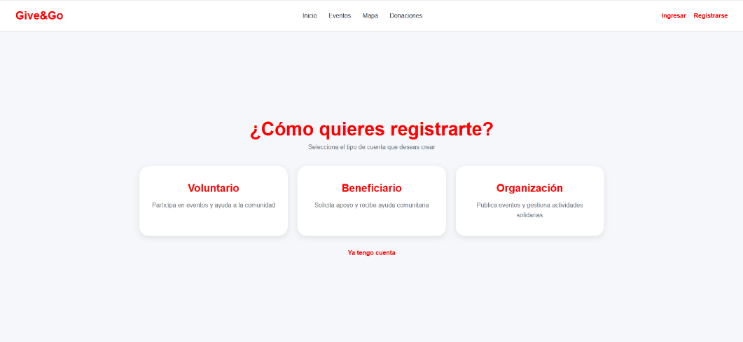 Give&Go
Inicio Eventos Mapa Donaciones
Ingresar Registrarse
¿Cómo quieres registrarte?
Seleccione el tipo de cuenta que deseas crear
Voluntario
Participa en eventos y ayuda a la comunidad
Beneficiario
Solicita apoyo y recibe ayuda comunitaria
Organización
Publica eventos y gestiona actividades
solidarias
Ya tengo cuenta